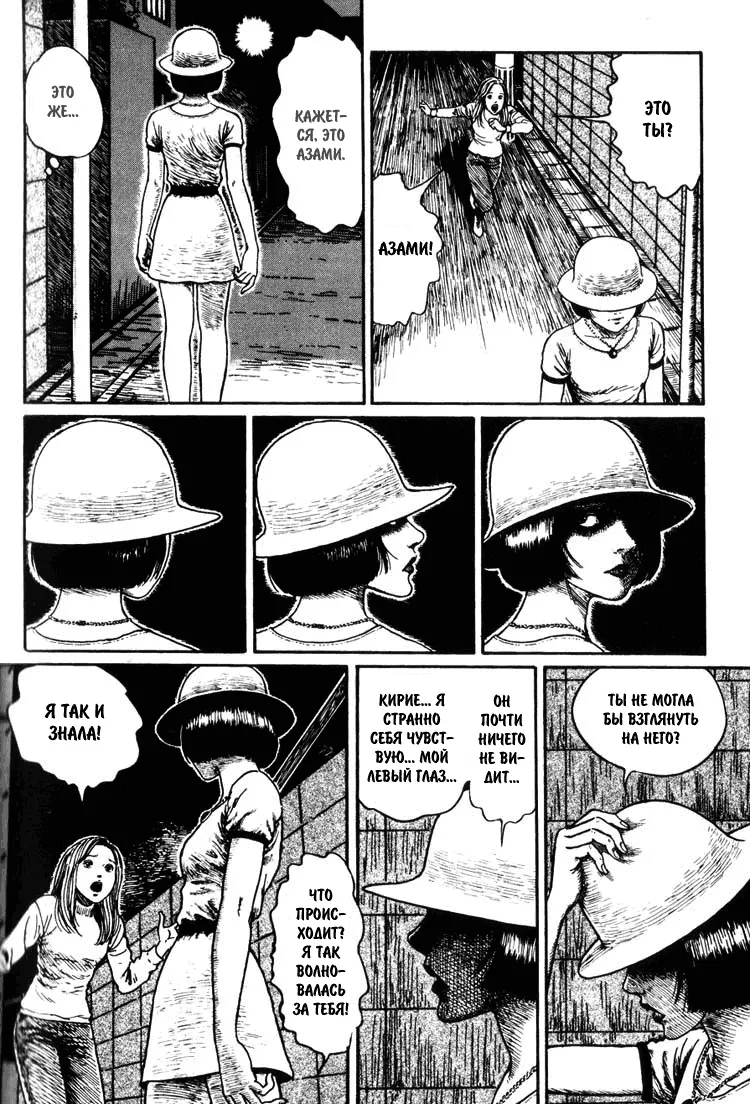 ЭТО
ЖЕ...
КАЖЕТ-
СЯ, ЭТО
АЗАМИ.
ЭТО
ТЫ?
АЗАМИ!
Я ТАК И
ЗНАЛА!
ЧТО
ПРОИС-
ХОДИТ?
Я ТАК
ВОЛНО-
ВАЛАСЬ
ЗА ТЕБЯ!
КИРИЕ... Я
СТРАННО
СЕБЯ ЧУВСТ-
ВУЮ... МОЙ
ЛЕВЫЙ ГЛАЗ...
ОН
ПОЧТИ
НИЧЕГО
НЕ ВИ-
ДИТ...
ТЫ НЕ МОГЛА
БЫ ВЗГЛЯНУТЬ
НА НЕГО?